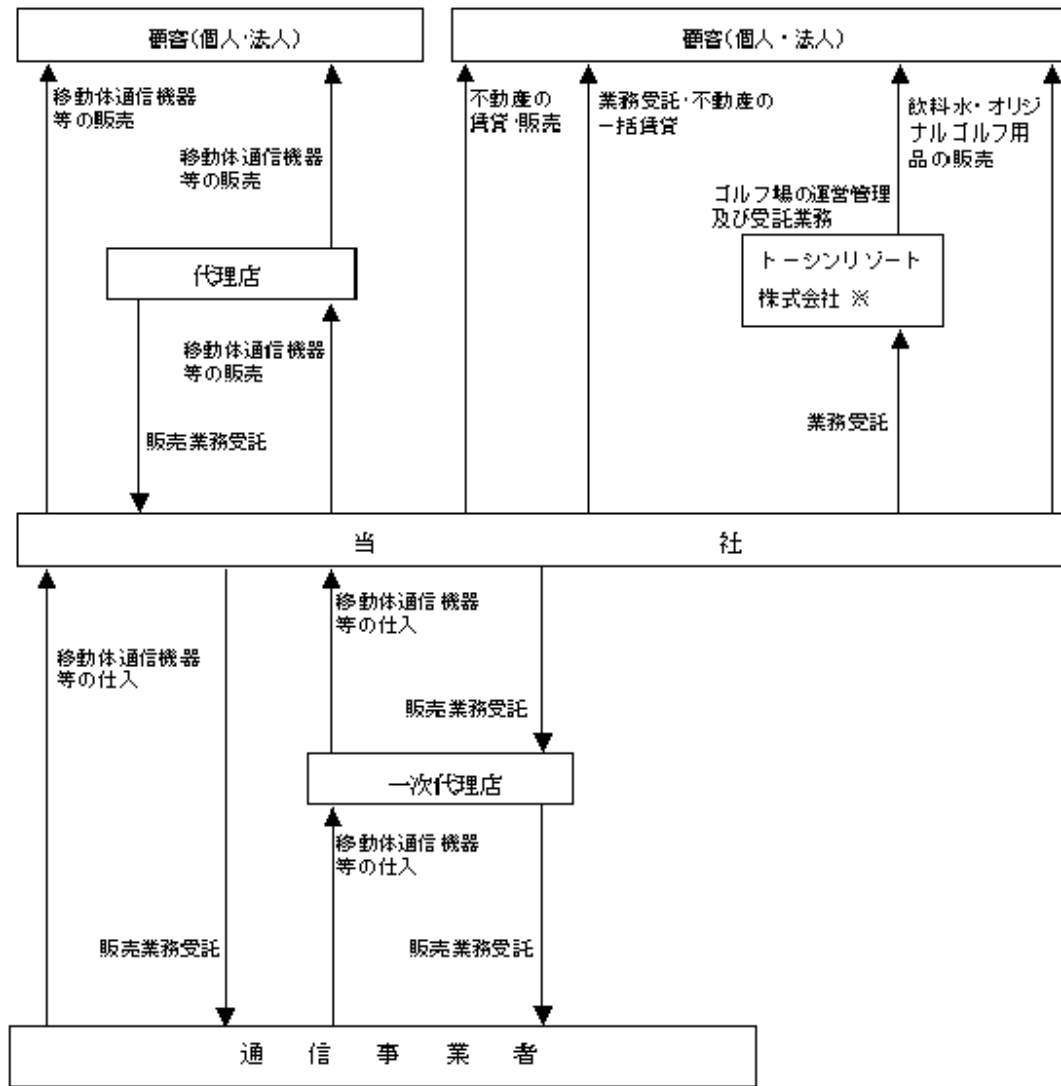 顧客(個人・法人)
顧客(個人・法人)
移動体通信機器
等の販売
移動体通信機器
等の販売
不動産の
賃貸・販売
業務受託・不動産の
一括賃貸
飲料水・オリジ
ナルゴルフ用
品の販売
ゴルフ場の運営管理
及び受託業務
代理店
トーシンリゾート
株式会社 ※
移動体通信機器
等の販売
販売業務受託
業務受託
当 社
移動体通信機器
等の仕入
移動体通信機器
等の仕入
販売業務受託
一次代理店
移動体通信機器
等の仕入
販売業務受託
販売業務受託
通 信 事 業 者